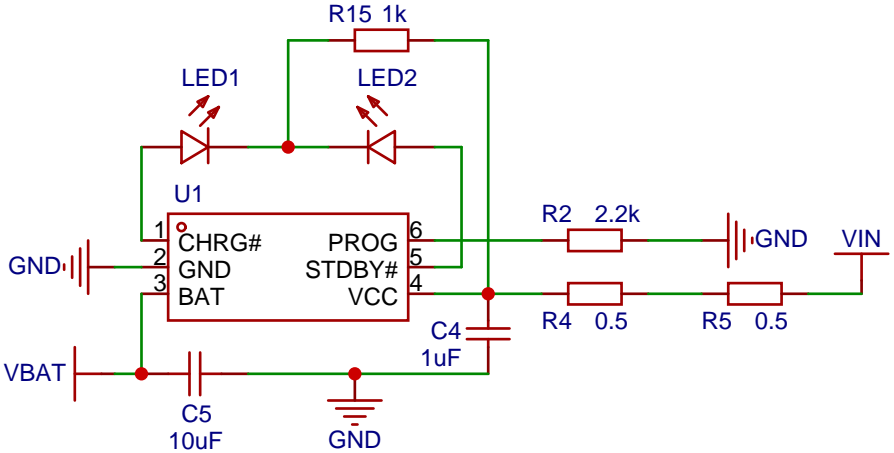 R15 1k
LED1 LED2
U1
1 CHRG# PROG 6
2 GND STDBY# 5
3 BAT VCC 4
GND
R2 2.2k
GND
VIN
R4 0.5
R5 0.5
C4
1uF
VBAT
C5
10uF
GND